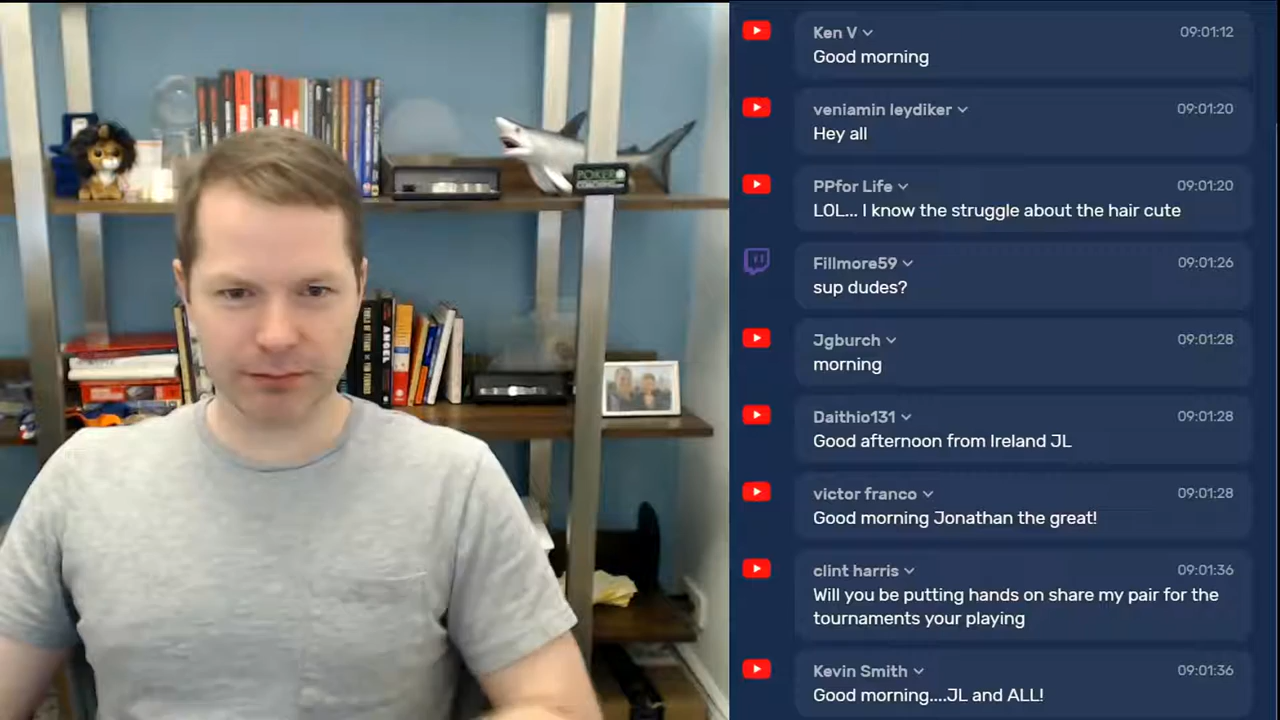 Ken V
09:01:12
Good morning
veniamin leydiker
09:01:20
Hey all
PPfor Life
09:01:20
LOL... I know the struggle about the hair cute
Fillmore59
09:01:26
sup dudes?
Jgburch
09:01:28
morning
Daithio131
09:01:28
Good afternoon from Ireland JL
victor franco
09:01:28
Good morning Jonathan the great!
clint harris
09:01:36
Will you be putting hands on share my pair for the
tournaments your playing
Kevin Smith
09:01:36
Good morning....JL and ALL!
POKER
COACHING
ANGEL